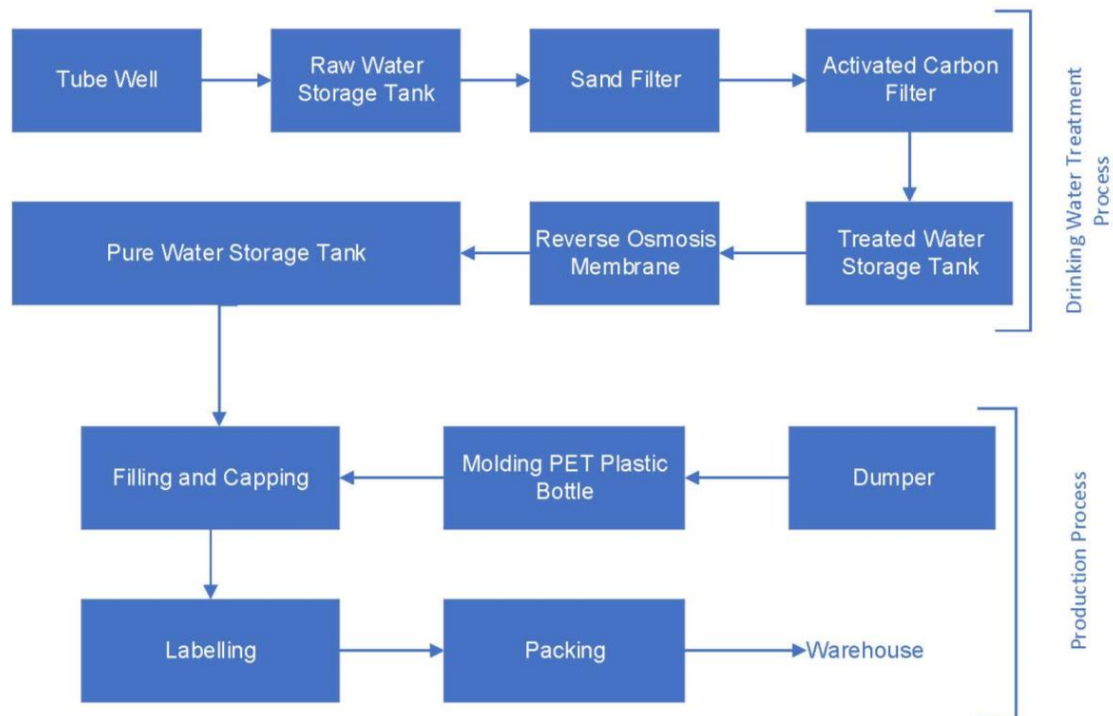 Tube Well
Raw Water
Storage Tank
Sand Filter
Activated Carbon
Filter
Drinking Water Treatment
Process
Pure Water Storage Tank
Reverse Osmosis
Membrane
Treated Water
Storage Tank
Filling and Capping
Molding PET Plastic
Bottle
Dumper
Production Process
Labelling
Packing
Warehouse